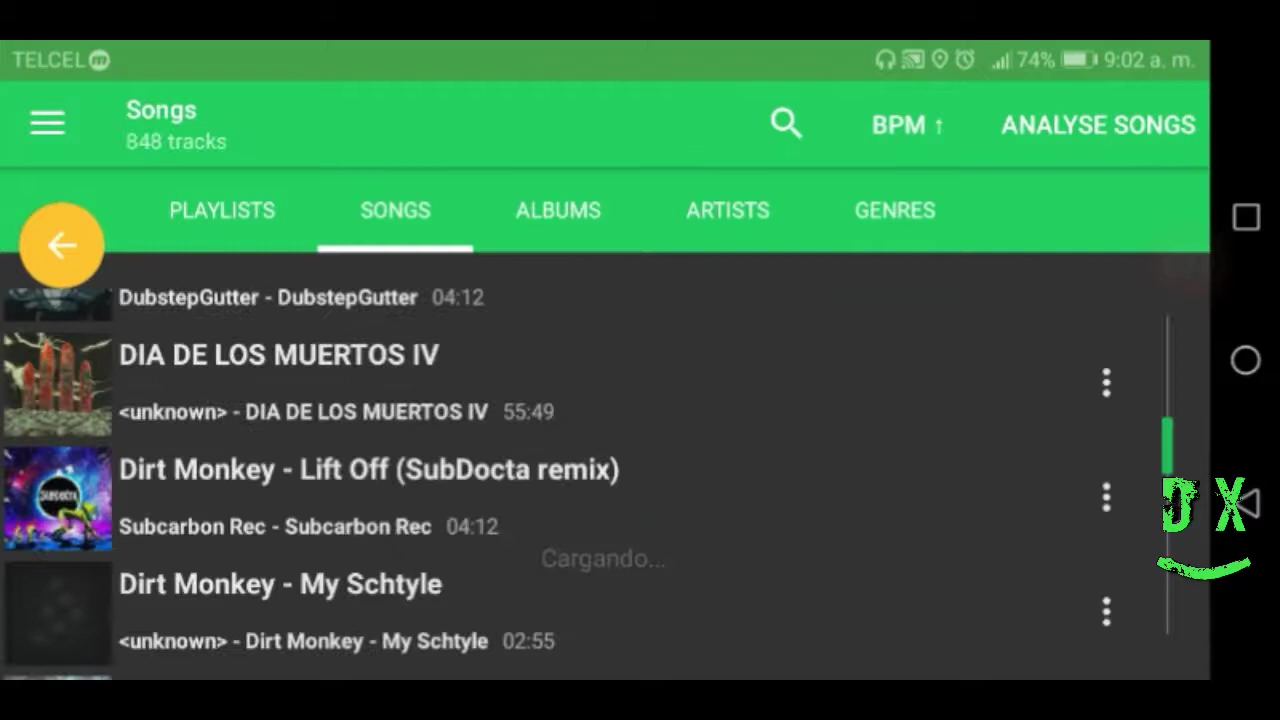 TELCEL 74% 9:02 a. m.
Songs
848 tracks
BPM ↑ ANALYSE SONGS
PLAYLISTS SONGS ALBUMS ARTISTS GENRES
DubstepGutter - DubstepGutter 04:12
DIA DE LOS MUERTOS IV
<unknown> - DIA DE LOS MUERTOS IV 55:49
Dirt Monkey - Lift Off (SubDocta remix)
Subcarbon Rec - Subcarbon Rec 04:12
Cargando...
Dirt Monkey - My Schtyle
<unknown> - Dirt Monkey - My Schtyle 02:55
DX